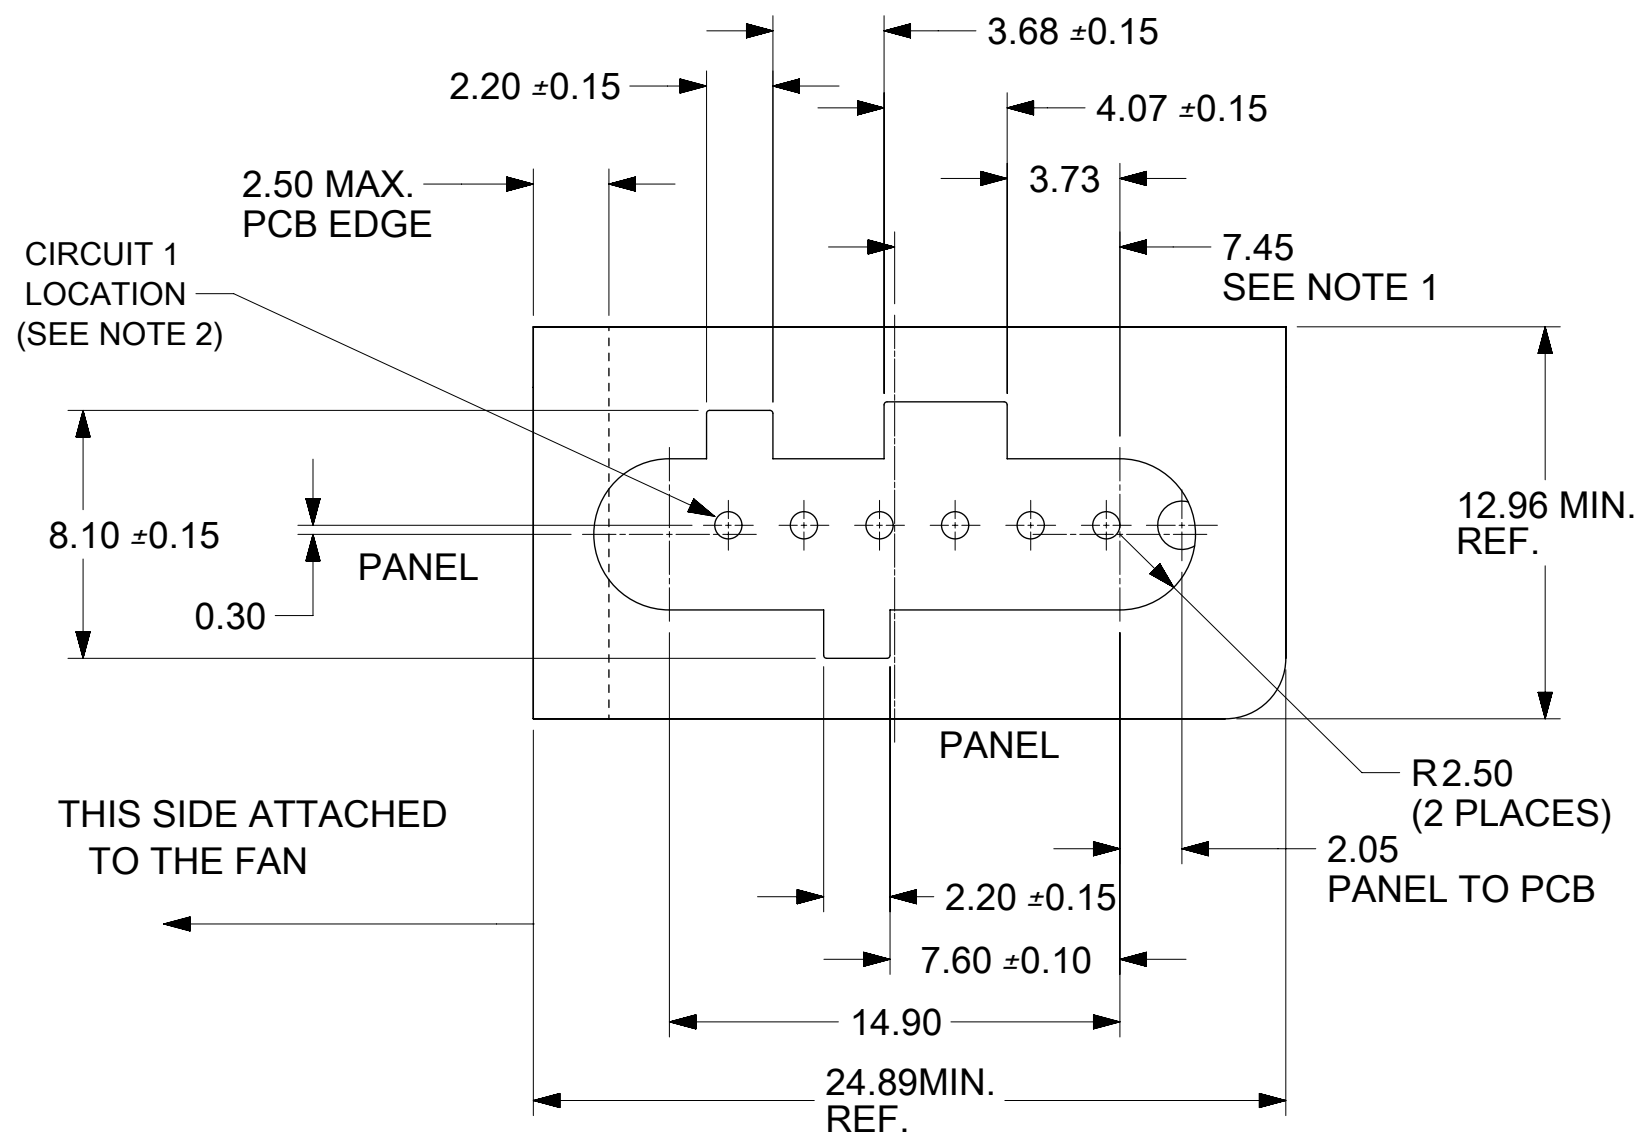 3.68 ±0.15
2.20 ±0.15
4.07 ±0.15
2.50 MAX.
PCB EDGE
3.73
CIRCUIT 1
LOCATION
(SEE NOTE 2)
7.45
SEE NOTE 1
12.96 MIN.
REF.
8.10 ±0.15
PANEL
0.30
PANEL
R2.50
(2 PLACES)
THIS SIDE ATTACHED
TO THE FAN
2.05
PANEL TO PCB
2.20 ±0.15
7.60 ±0.10
14.90
24.89MIN.
REF.